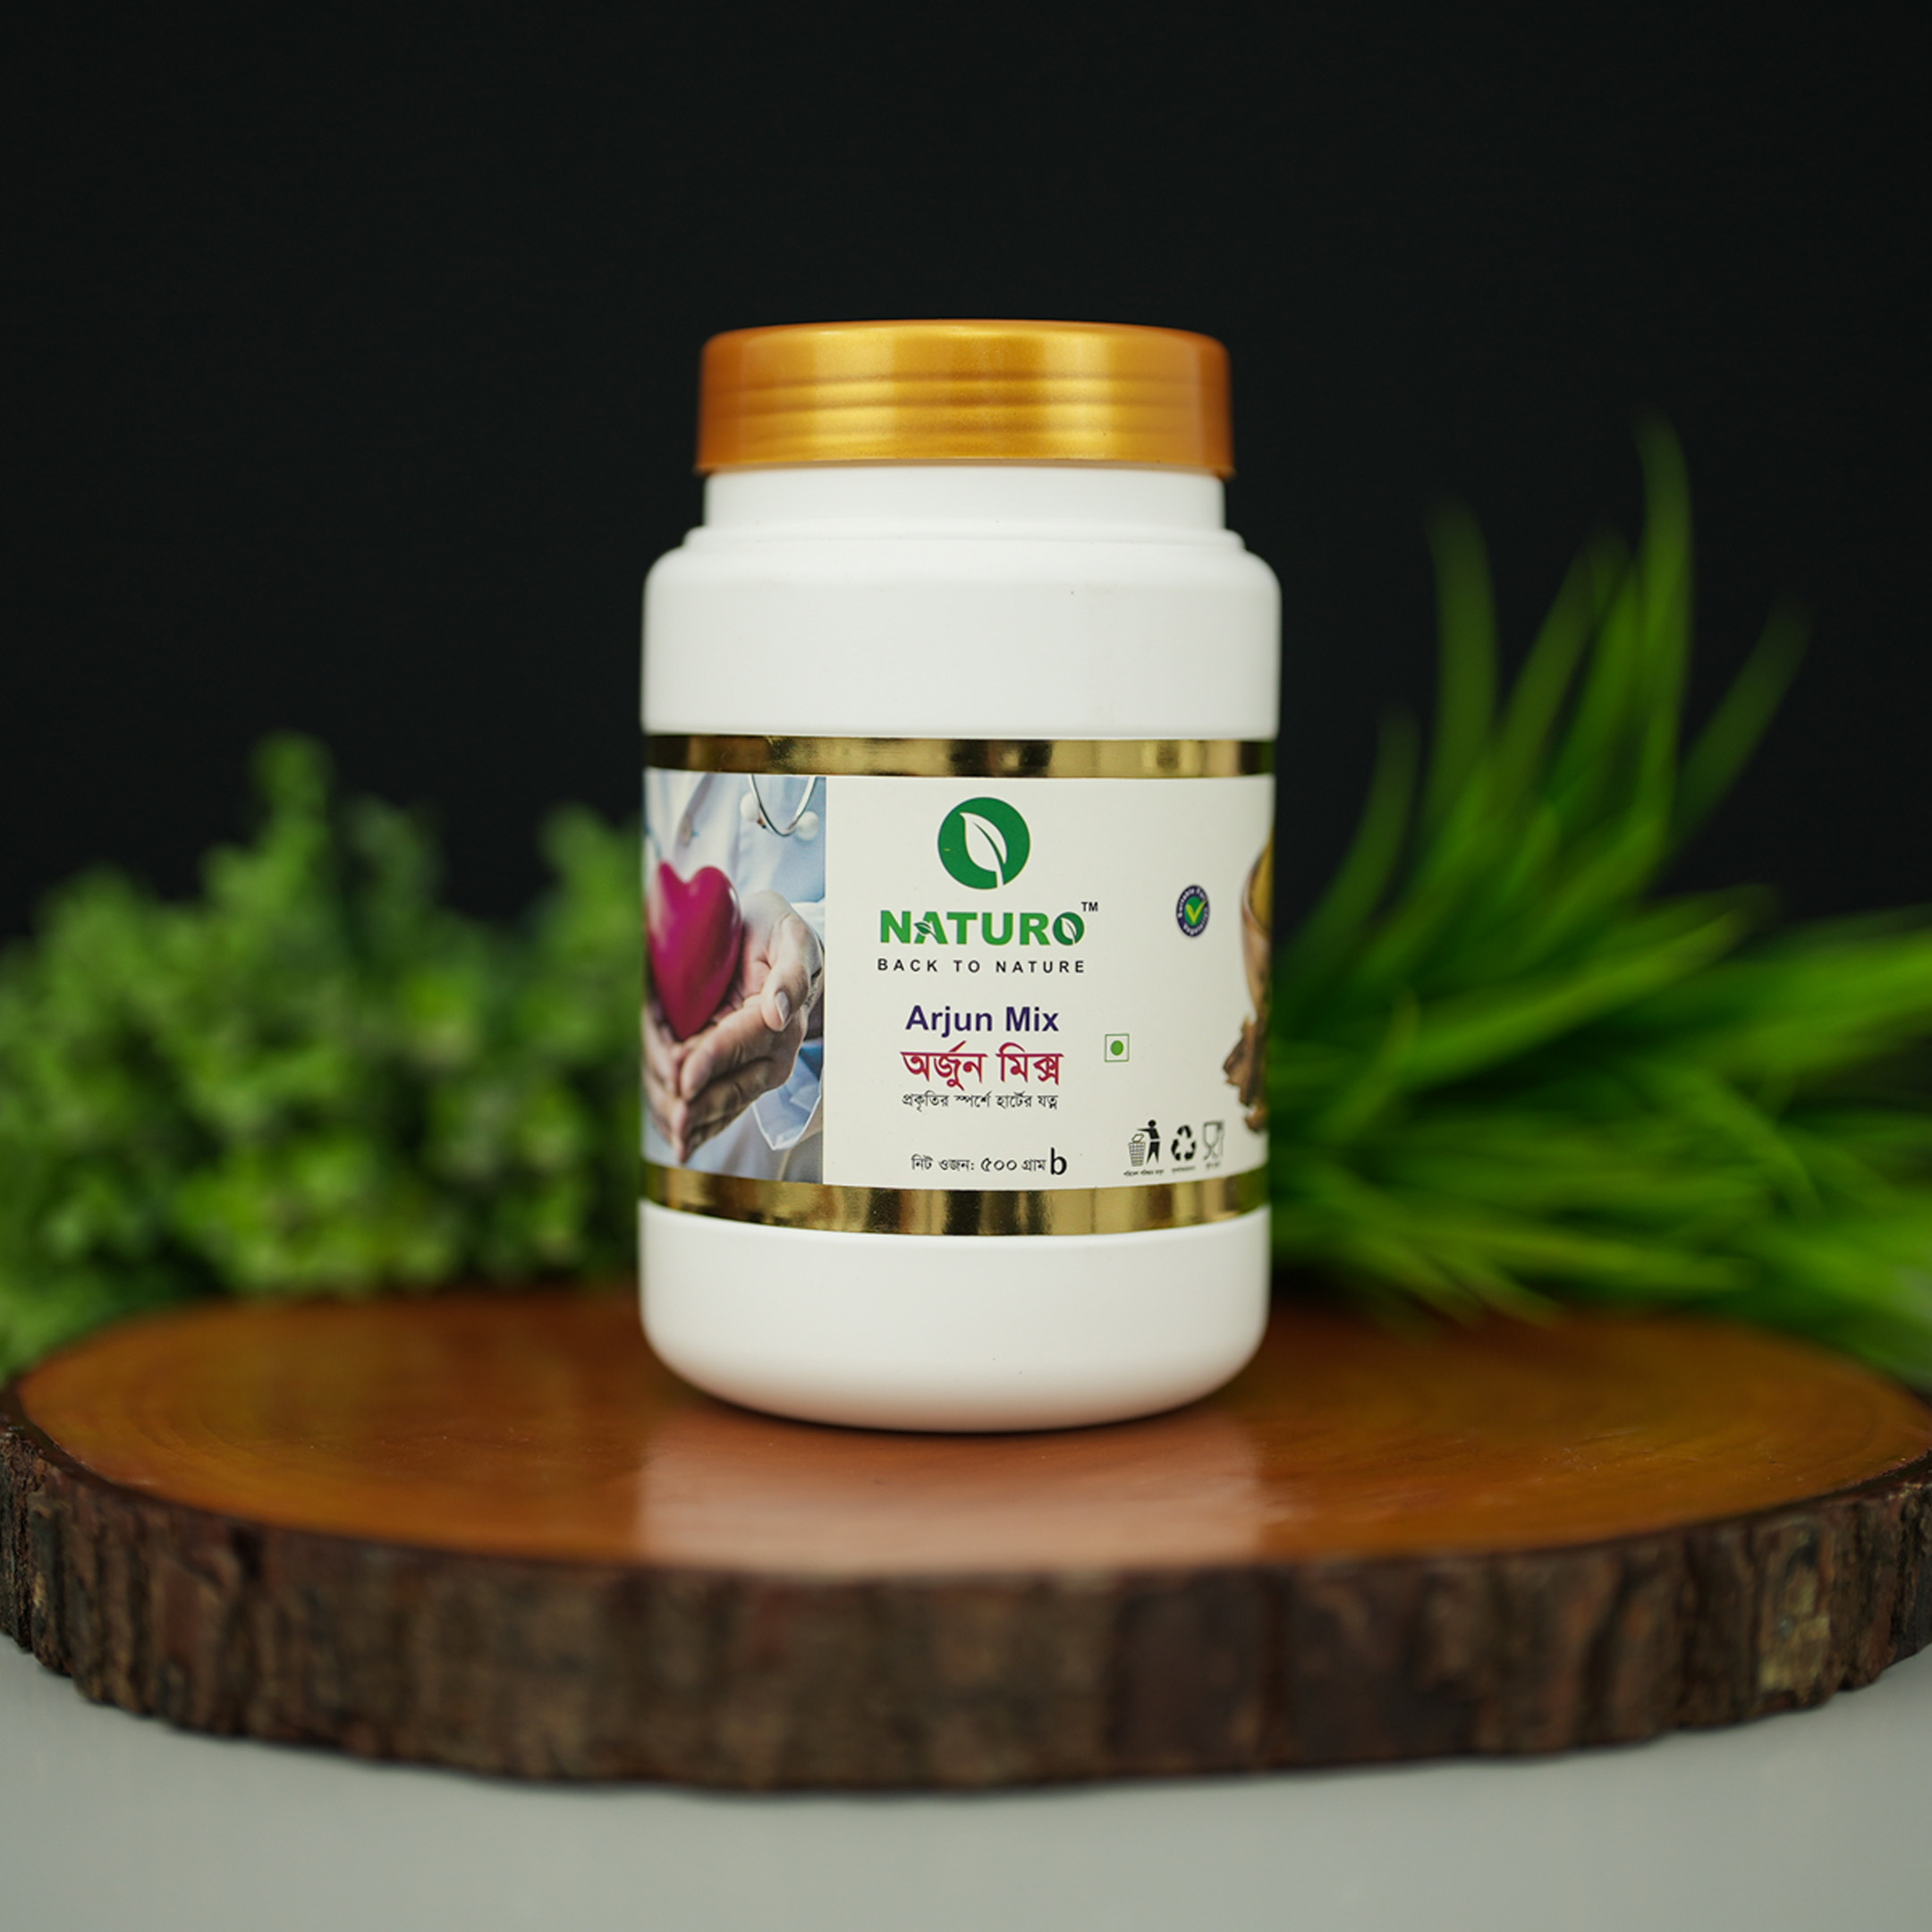 NATURO™
BACK TO NATURE
Arjun Mix
অর্জুন মিক্স
প্রকৃতির স্পর্শে হার্টের যত্ন
নিট ওজন: ৫০০ গ্রাম b